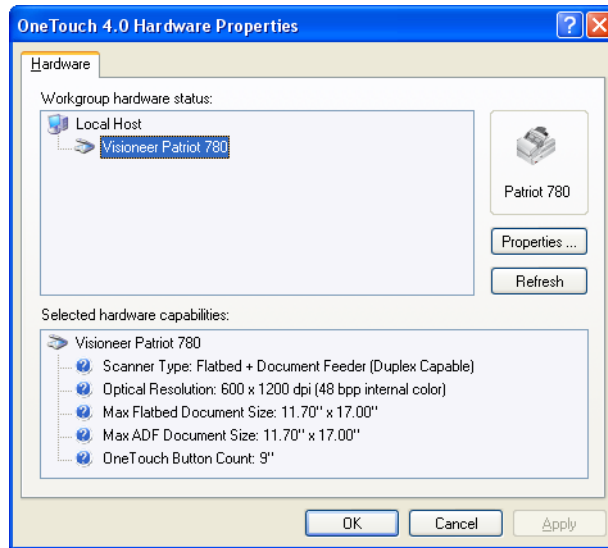 OneTouch 4.0 Hardware Properties
Hardware
Workgroup hardware status:
Local Host
Visioneer Patriot 780
Patriot 780
Properties ...
Refresh
Selected hardware capabilities:
Visioneer Patriot 780
Scanner Type: Flatbed + Document Feeder (Duplex Capable)
Optical Resolution: 600 x 1200 dpi (48 bpp internal color)
Max Flatbed Document Size: 11.70" x 17.00"
Max ADF Document Size: 11.70" x 17.00"
OneTouch Button Count: 9"
OK Cancel Apply